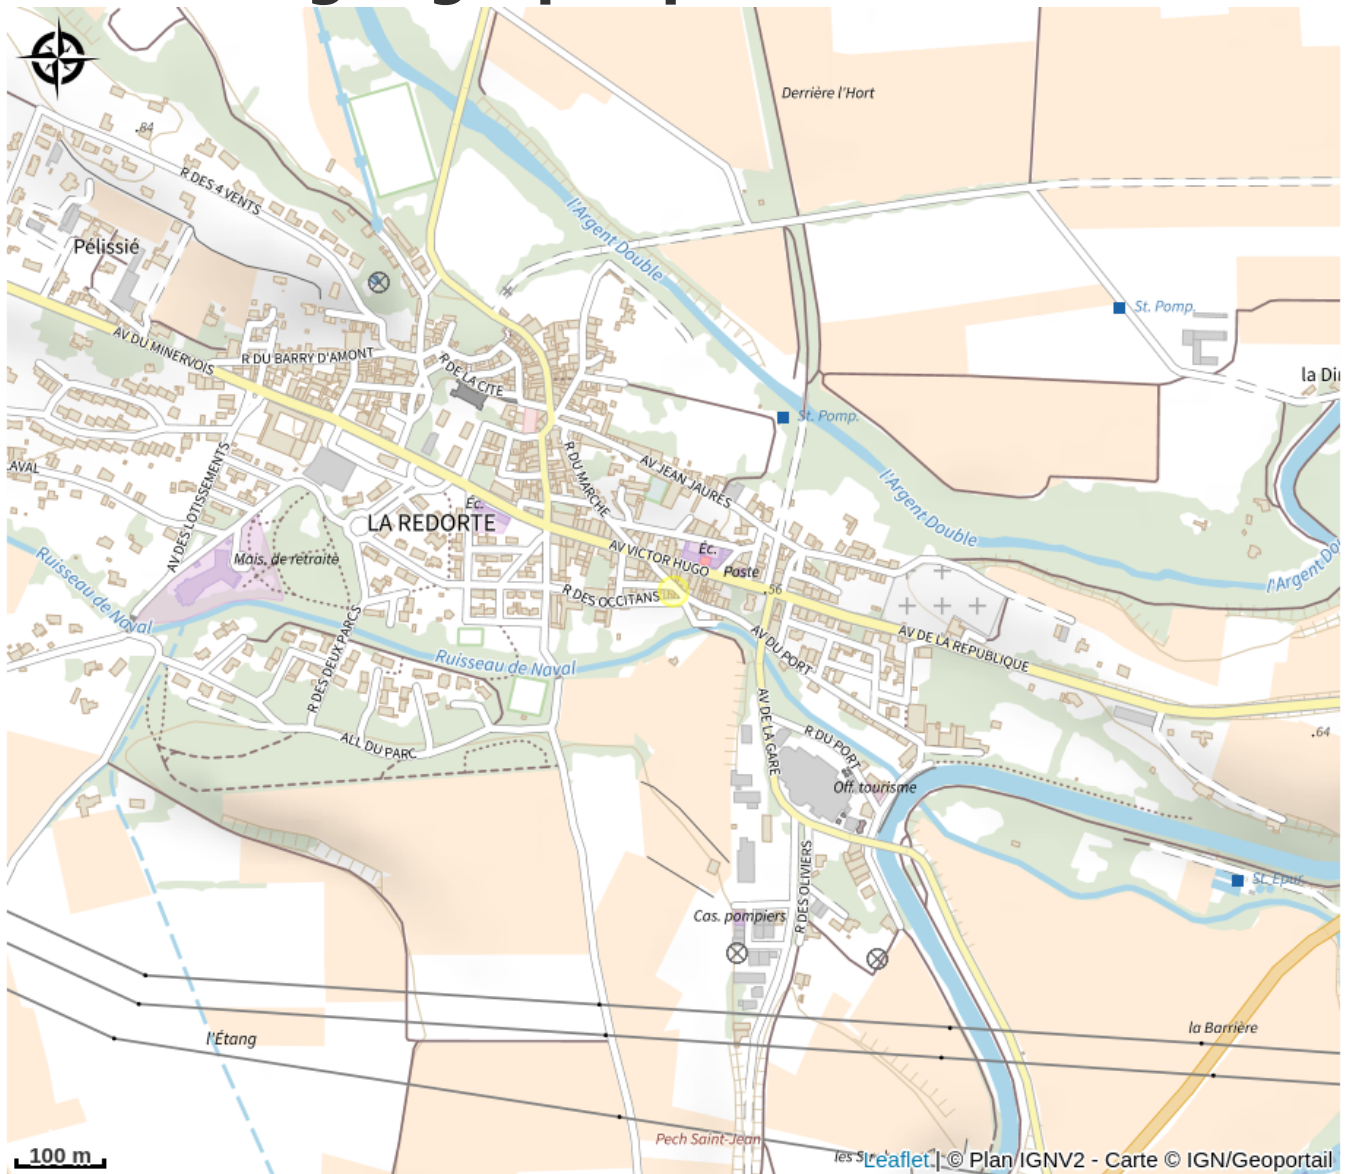 Derrière l'Hort
84
R DES 4 VENTS
l'Argent Double
Pélissié
St. Pomp.
AV DU MINERVOIS
R DU BARRY D'AMONT
R DE LA CITE
la Di
St. Pomp.
R DU MARCHE
AV JEAN JAURES
LAVAL
AV DES LOTISSEMENTS
l'Argent Double
Éc.
LA REDORTE
Mais. de retraite
AV VICTOR HUGO
Éc.
Poste
l'Argent Do
Ruisseau de Naval
R DES OCCITANS
56
AV DU PORT
AV DE LA REPUBLIQUE
R DES DEUX PARCS
Ruisseau de Naval
AV DE LA GARE
R DU PORT
64
ALL DU PARC
Off. tourisme
R DES OLIVIERS
St. Epur.
Cas. pompiers
l'Étang
la Barrière
Pech Saint-Jean
100 m
les
Leaflet | © Plan IGNV2 - Carte © IGN/Geoportail